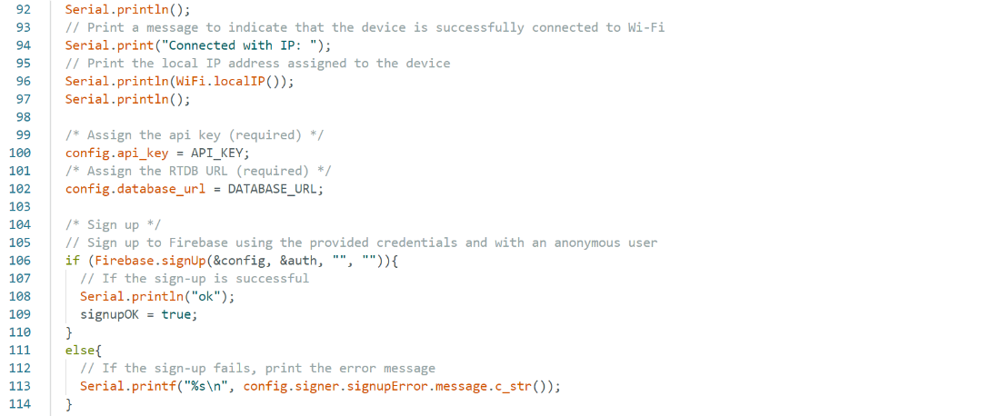 92 Serial.println();
93 // Print a message to indicate that the device is successfully connected to Wi-Fi
94 Serial.print("Connected with IP: ");
95 // Print the local IP address assigned to the device
96 Serial.println(WiFi.localIP());
97 Serial.println();
98
99 /* Assign the api key (required) */
100 config.api_key = API_KEY;
101 /* Assign the RTDB URL (required) */
102 config.database_url = DATABASE_URL;
103
104 /* Sign up */
105 // Sign up to Firebase using the provided credentials and with an anonymous user
106 if (Firebase.signUp(&config, &auth, "", "")){
107 // If the sign-up is successful
108 Serial.println("ok");
109 signupOK = true;
110 }
111 else{
112 // If the sign-up fails, print the error message
113 Serial.printf("%s\n", config.signer.signupError.message.c_str());
114 }